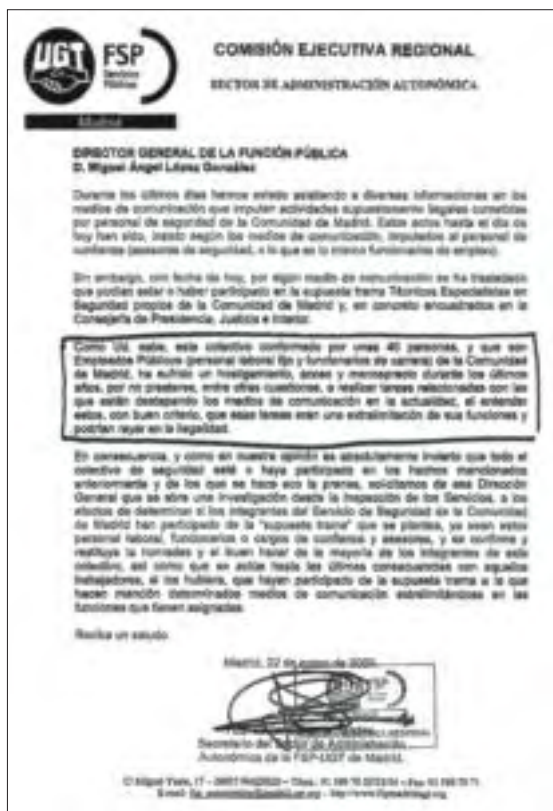 UGT FSP
Servicios
Públicos
COMISIÓN EJECUTIVA REGIONAL
SECTOR DE ADMINISTRACIÓN AUTONÓMICA
Madrid
DIRECTOR GENERAL DE LA FUNCIÓN PÚBLICA
D. Miguel Ángel López González
Durante los últimos días hemos estado asistiendo a diversas informaciones en los
medios de comunicación que imputan actividades supuestamente ilegales cometidas
por personal de seguridad de la Comunidad de Madrid. Estos actos hasta el día de
hoy han sido, según los medios de comunicación, imputados al personal de
confianza (asesores de seguridad, o lo que es lo mismo funcionarios de empleo).
Sin embargo, con fecha de hoy, por algún medio de comunicación se ha trasladado
que podían estar o haber participado en la supuesta trama Técnicos Especialistas en
Seguridad propios de la Comunidad de Madrid y, en concreto encuadrados en la
Consejería de Presidencia, Justicia e Interior.
Como Ud. sabe, este colectivo conformado por unas 40 personas, y que son
Empleados Públicos (personal laboral fijo y funcionarios de carrera) de la Comunidad
de Madrid, ha sufrido un hostigamiento, acoso y menosprecio durante los últimos
años, por no prestarse, entre otras cuestiones, a realizar tareas relacionadas con las
que están destapando los medios de comunicación en la actualidad, al entender
estos, con buen criterio, que esas tareas eran una extralimitación de sus funciones y
podrían rayar en la ilegalidad.
En consecuencia, y como en nuestra opinión es absolutamente incierto que todo el
colectivo de seguridad esté o haya participado en los hechos mencionados
anteriormente y de los que se hace eco la prensa, solicitamos de esa Dirección
General que se abra una investigación desde la Inspección de los Servicios, a los
efectos de determinar si los integrantes del Servicio de Seguridad de la Comunidad
de Madrid han participado de la "supuesta trama" que se plantea, ya sean estos
personal laboral, funcionarios o cargos de confianza y asesores, y se confirme y
restituya la honradez y el buen hacer de la mayoría de los integrantes de este
colectivo, así como que se actúe hasta las últimas consecuencias con aquellos
trabajadores, si los hubiera, que hayan participado de la supuesta trama a la que
hacen mención determinados medios de comunicación extralimitándose en las
funciones que tienen asignadas.
Reciba un saludo.
Madrid, 22 de enero de 2009
FSP
Secretario del Sector de Administración
Autonómica de la FSP-UGT de Madrid.